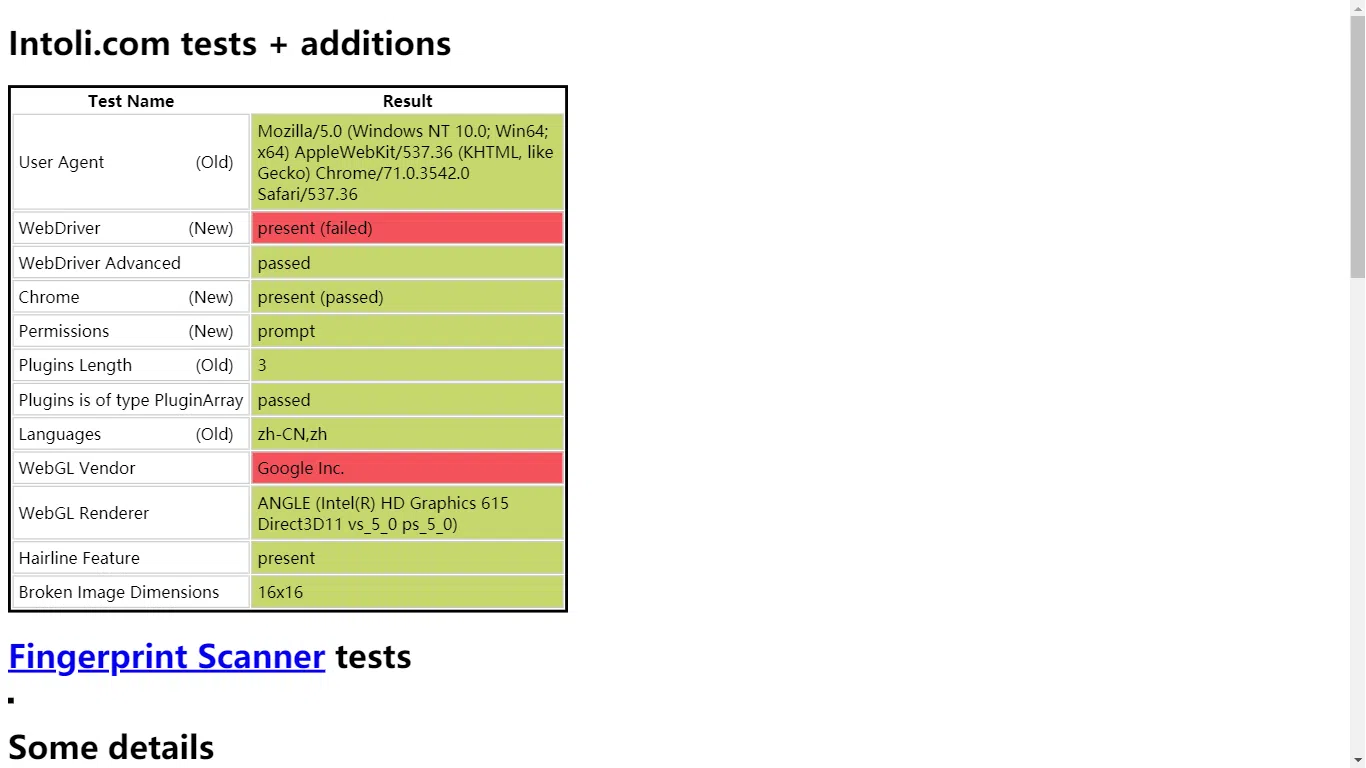 Intoli.com tests + additions
Test Name Result
User Agent (Old) Mozilla/5.0 (Windows NT 10.0; Win64;
x64) AppleWebKit/537.36 (KHTML, like
Gecko) Chrome/71.0.3542.0
Safari/537.36
WebDriver (New) present (failed)
WebDriver Advanced passed
Chrome (New) present (passed)
Permissions (New) prompt
Plugins Length (Old) 3
Plugins is of type PluginArray passed
Languages (Old) zh-CN,zh
WebGL Vendor Google Inc.
WebGL Renderer ANGLE (Intel(R) HD Graphics 615
Direct3D11 vs_5_0 ps_5_0)
Hairline Feature present
Broken Image Dimensions 16x16
Fingerprint Scanner tests
Some details